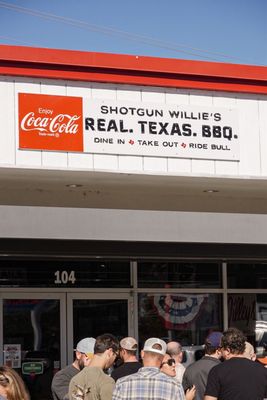 Enjoy
Coca-Cola
SHOTGUN WILLIE'S
REAL. TEXAS. BBQ.
DINE IN ★ TAKE OUT ★ RIDE BULL
104